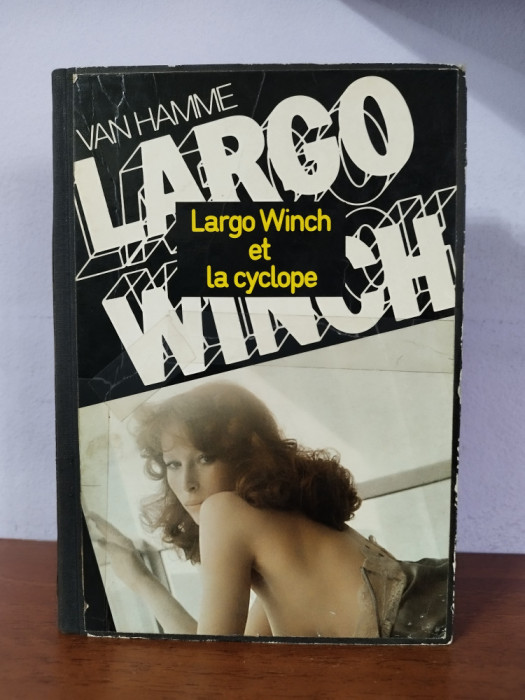 VAN HAMME
LARGO
WINCH
Largo Winch
et
la cyclope